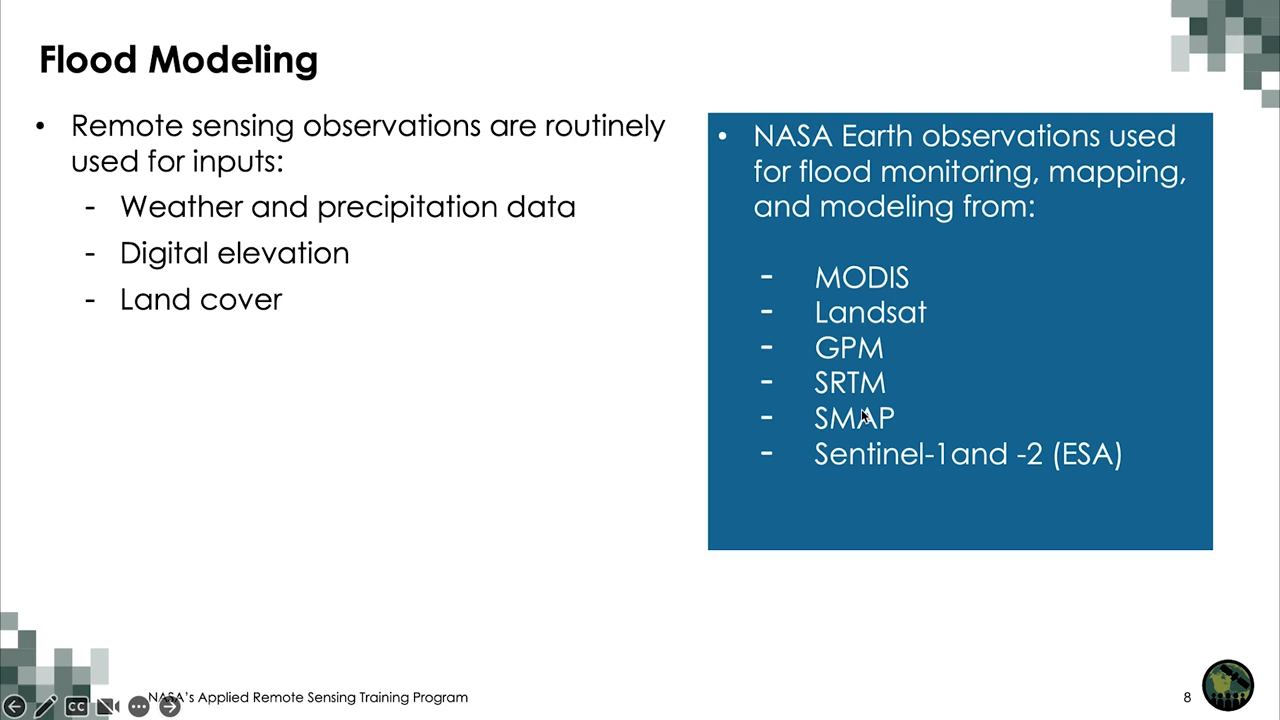 Flood Modeling
• Remote sensing observations are routinely
used for inputs:
- Weather and precipitation data
- Digital elevation
- Land cover
• NASA Earth observations used
for flood monitoring, mapping,
and modeling from:
- MODIS
- Landsat
- GPM
- SRTM
- SMAP
- Sentinel-1and -2 (ESA)
CC
NASA's Applied Remote Sensing Training Program
8